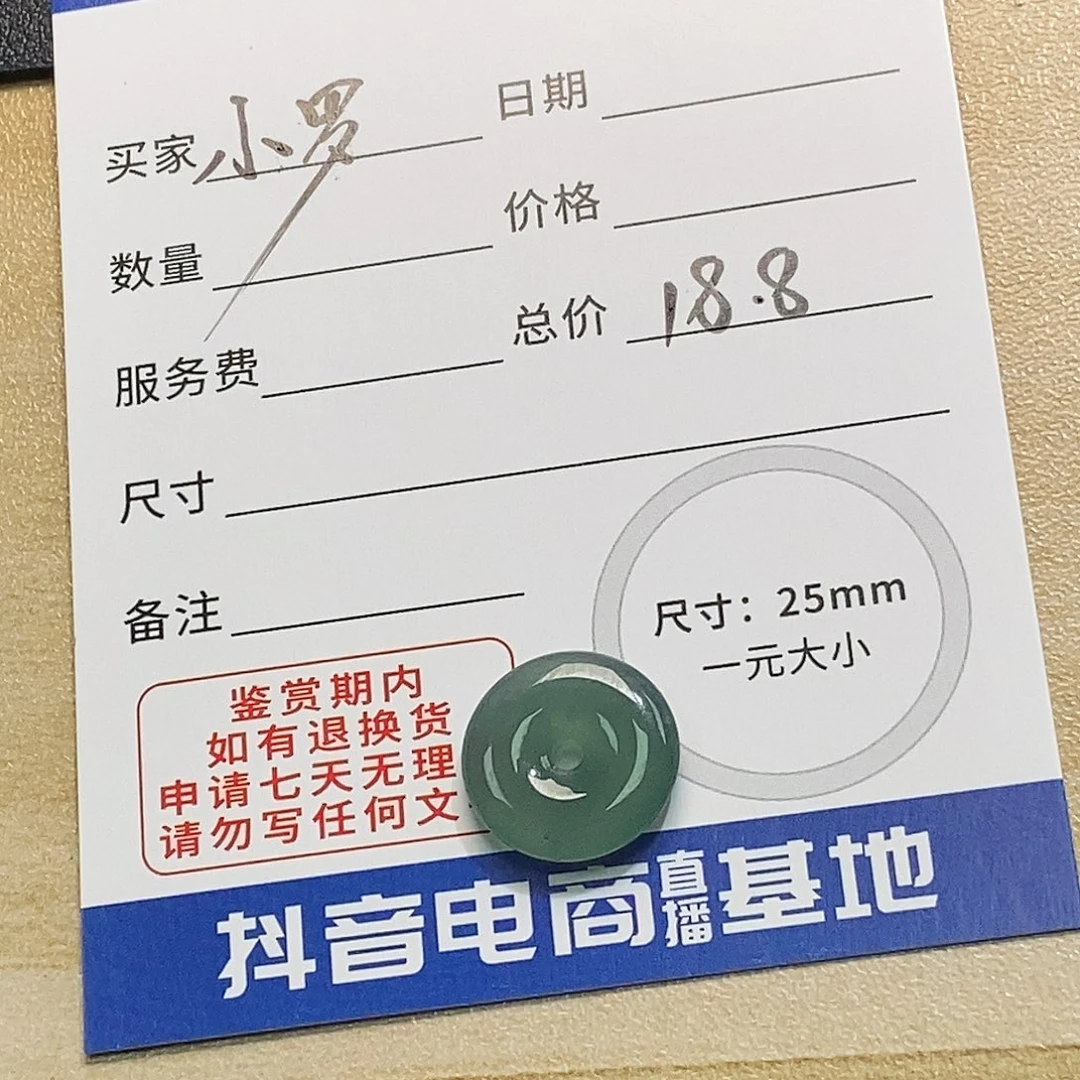 买家 小罗 日期
数量 价格
服务费 总价 18.8
尺寸
备注
尺寸：25mm
一元大小
鉴赏期内
如有退换货
申请七天无理
请勿写任何文
抖音电商直播基地